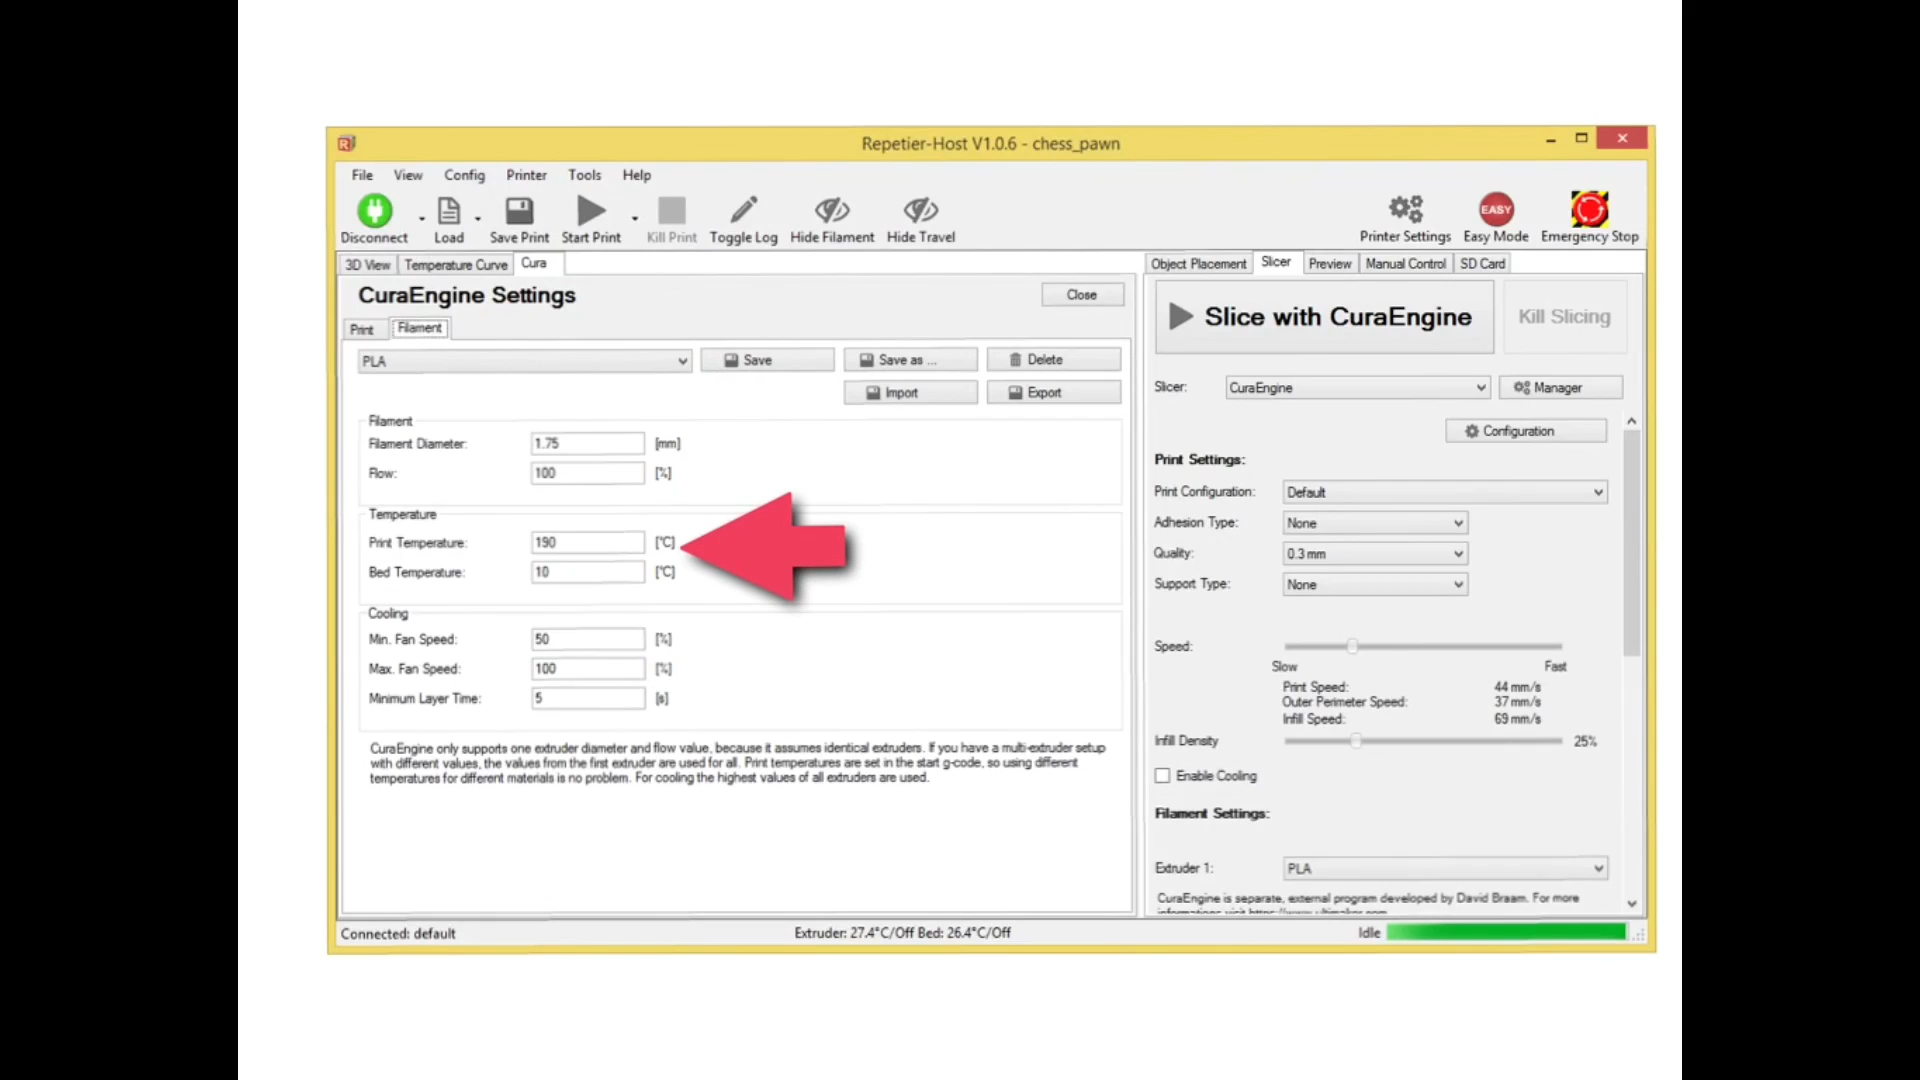 Repetier-Host V1.0.6 - chess_pawn
File View Config Printer Tools Help
Disconnect Load Save Print Start Print Kill Print Toggle Log Hide Filament Hide Travel Printer Settings EASY Easy Mode Emergency Stop
3D View Temperature Curve Cura
CuraEngine Settings Close
Print Filament
PLA Save Save as ... Delete
Import Export
Filament
Filament Diameter: 1.75 [mm]
Flow: 100 [%]
Temperature
Print Temperature: 190 [°C]
Bed Temperature: 10 [°C]
Cooling
Min. Fan Speed: 50 [%]
Max. Fan Speed: 100 [%]
Minimum Layer Time: 5 [s]
CuraEngine only supports one extruder diameter and flow value, because it assumes identical extruders. If you have a multi-extruder setup
with different values, the values from the first extruder are used for all. Print temperatures are set in the start g-code, so using different
temperatures for different materials is no problem. For cooling the highest values of all extruders are used.
Object Placement Slicer Preview Manual Control SD Card
Slice with CuraEngine Kill Slicing
Slicer: CuraEngine Manager
Configuration
Print Settings:
Print Configuration: Default
Adhesion Type: None
Quality: 0.3 mm
Support Type: None
Speed:
Slow Fast
Print Speed: 44 mm/s
Outer Perimeter Speed: 37 mm/s
Infill Speed: 69 mm/s
Infill Density 25%
Enable Cooling
Filament Settings:
Extruder 1: PLA
CuraEngine is separate, external program developed by David Braam. For more
Connected: default Extruder: 27.4°C/Off Bed: 26.4°C/Off Idle